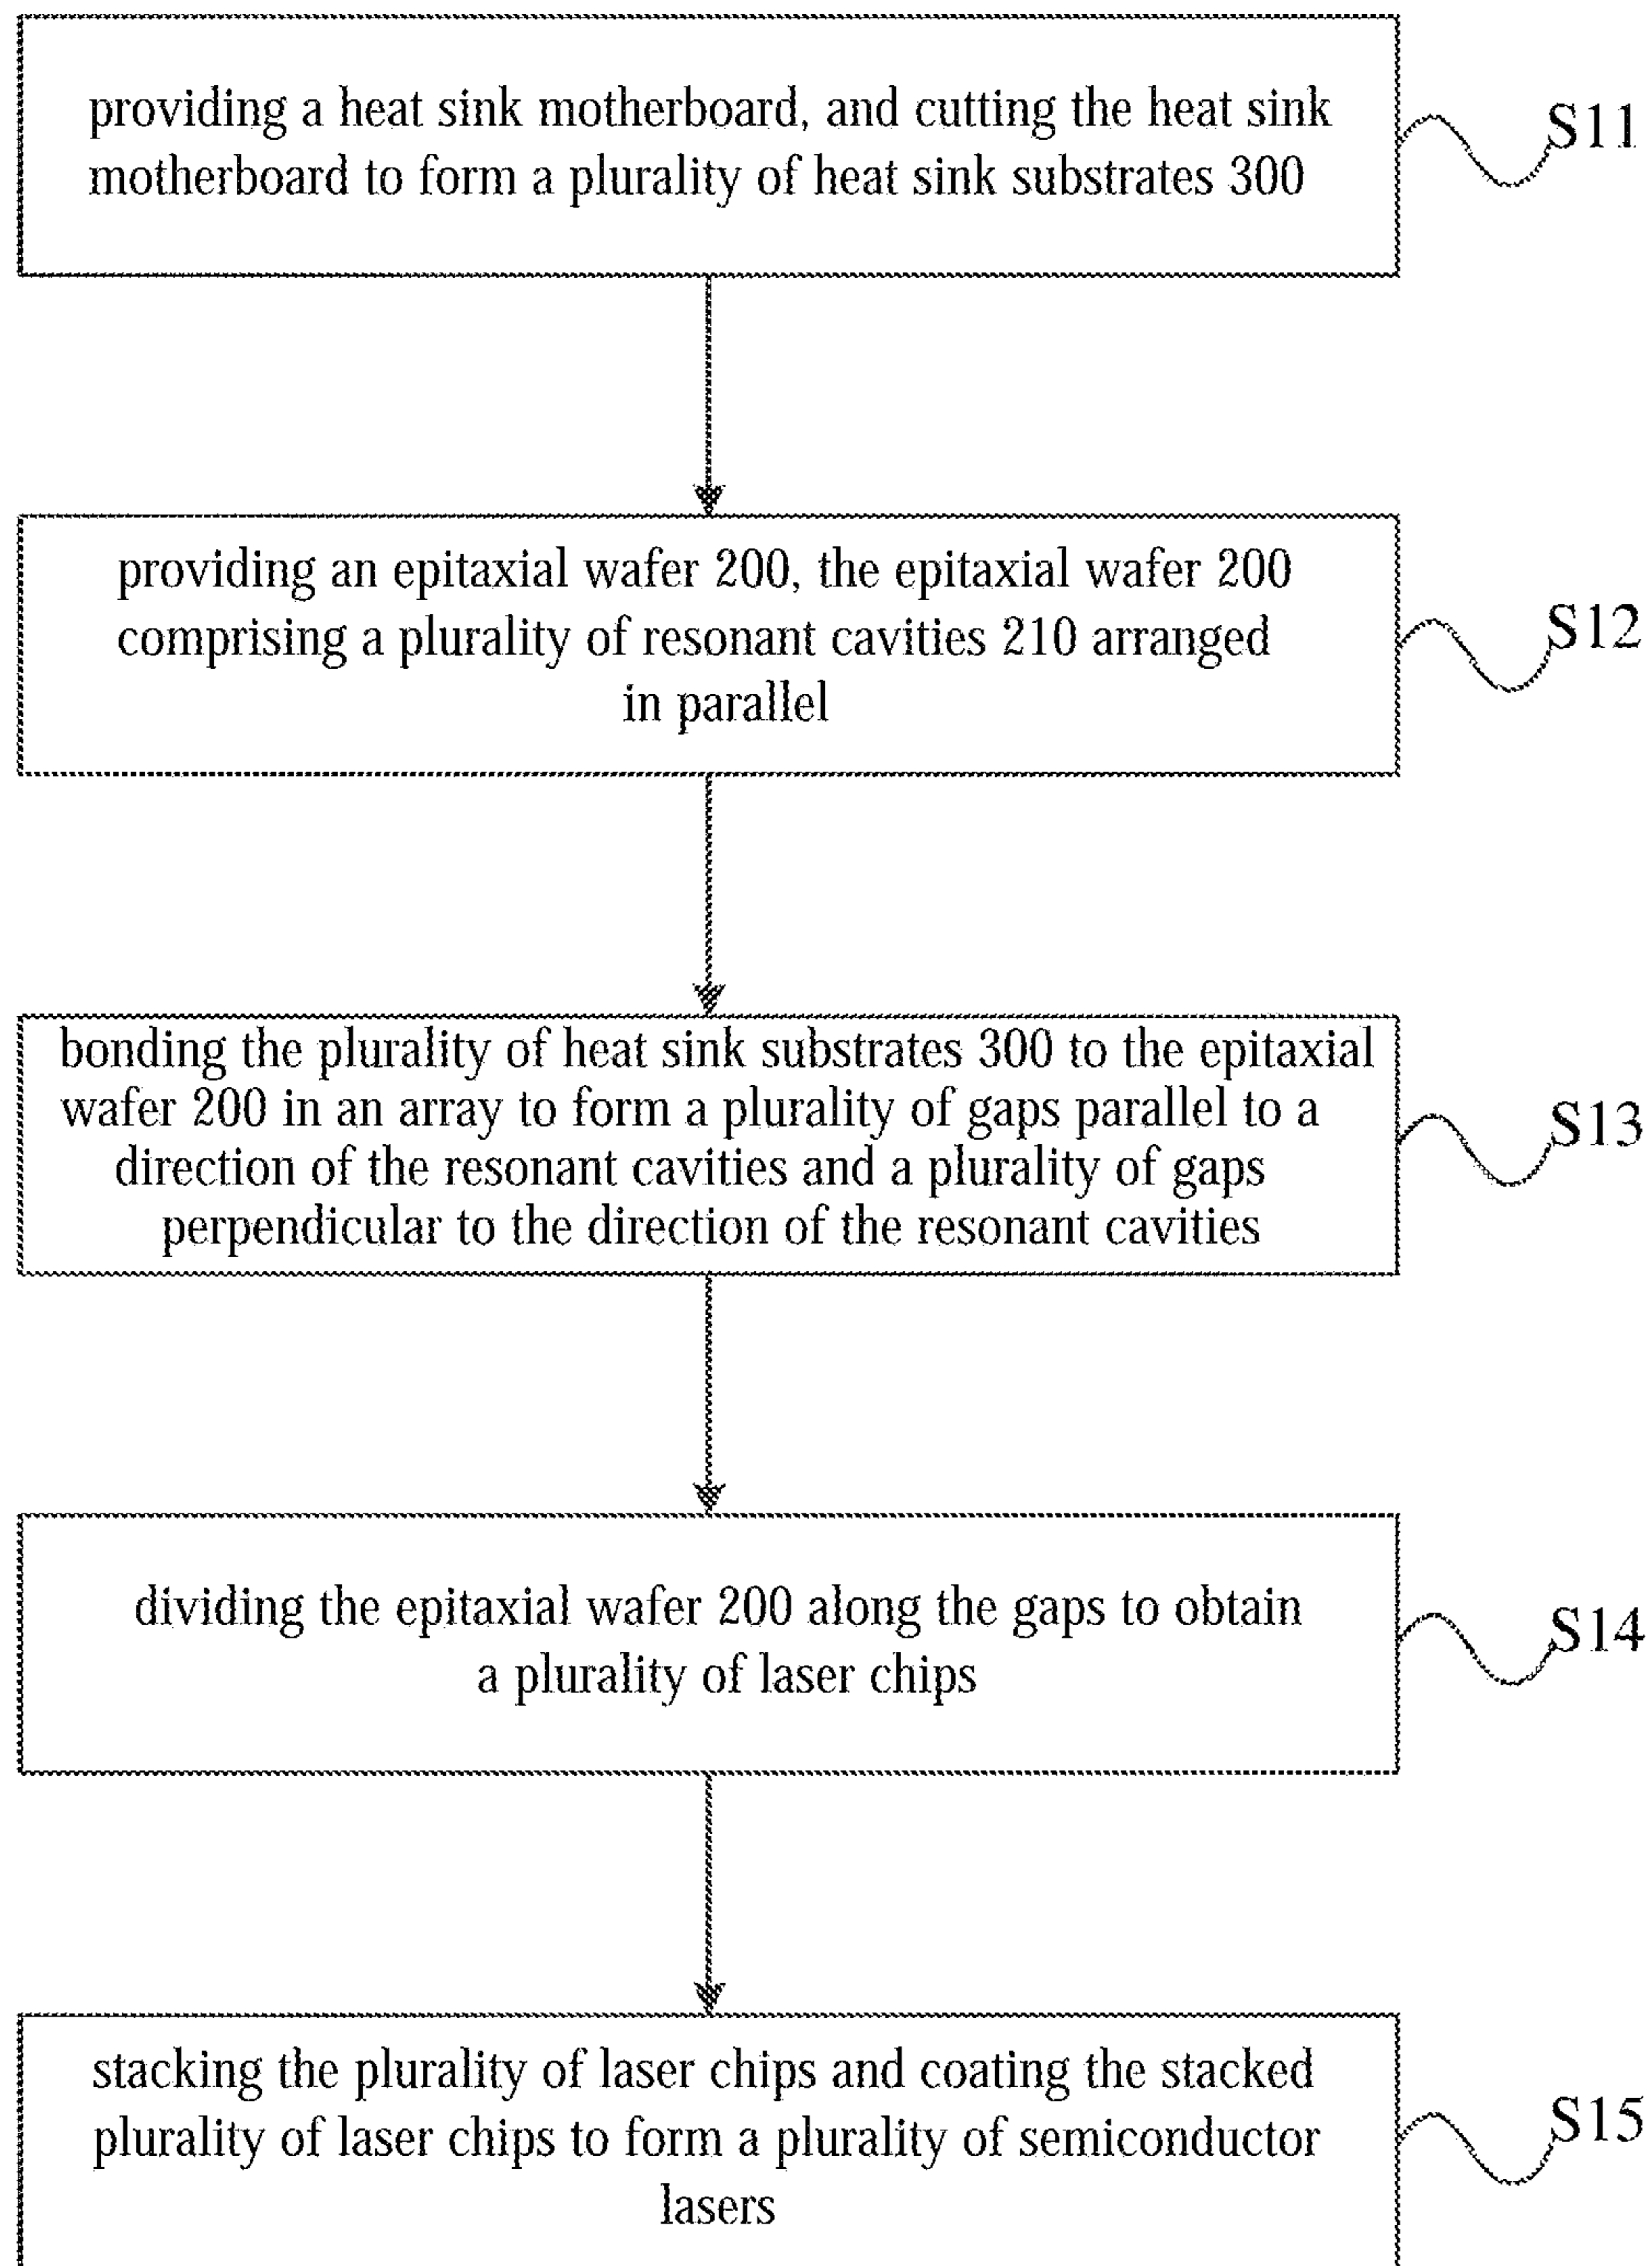 providing a heat sink motherboard, and cutting the heat sink
motherboard to form a plurality of heat sink substrates 300
S11
providing an epitaxial wafer 200, the epitaxial wafer 200
comprising a plurality of resonant cavities 210 arranged
in parallel
S12
bonding the plurality of heat sink substrates 300 to the epitaxial
wafer 200 in an array to form a plurality of gaps parallel to a
direction of the resonant cavities and a plurality of gaps
perpendicular to the direction of the resonant cavities
S13
dividing the epitaxial wafer 200 along the gaps to obtain
a plurality of laser chips
S14
stacking the plurality of laser chips and coating the stacked
plurality of laser chips to form a plurality of semiconductor
lasers
S15